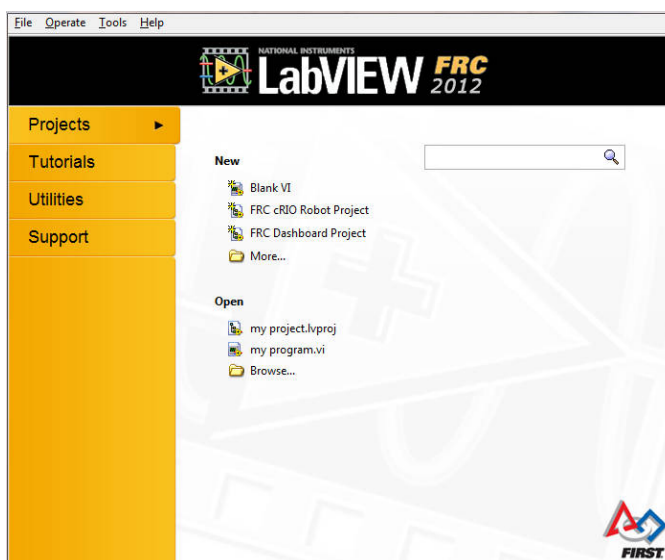 File Operate Tools Help
NATIONAL INSTRUMENTS
LabVIEW FRC 2012
Projects
Tutorials
Utilities
Support
New
Blank VI
FRC cRIO Robot Project
FRC Dashboard Project
More...
Open
my project.lvproj
my program.vi
Browse...
FIRST